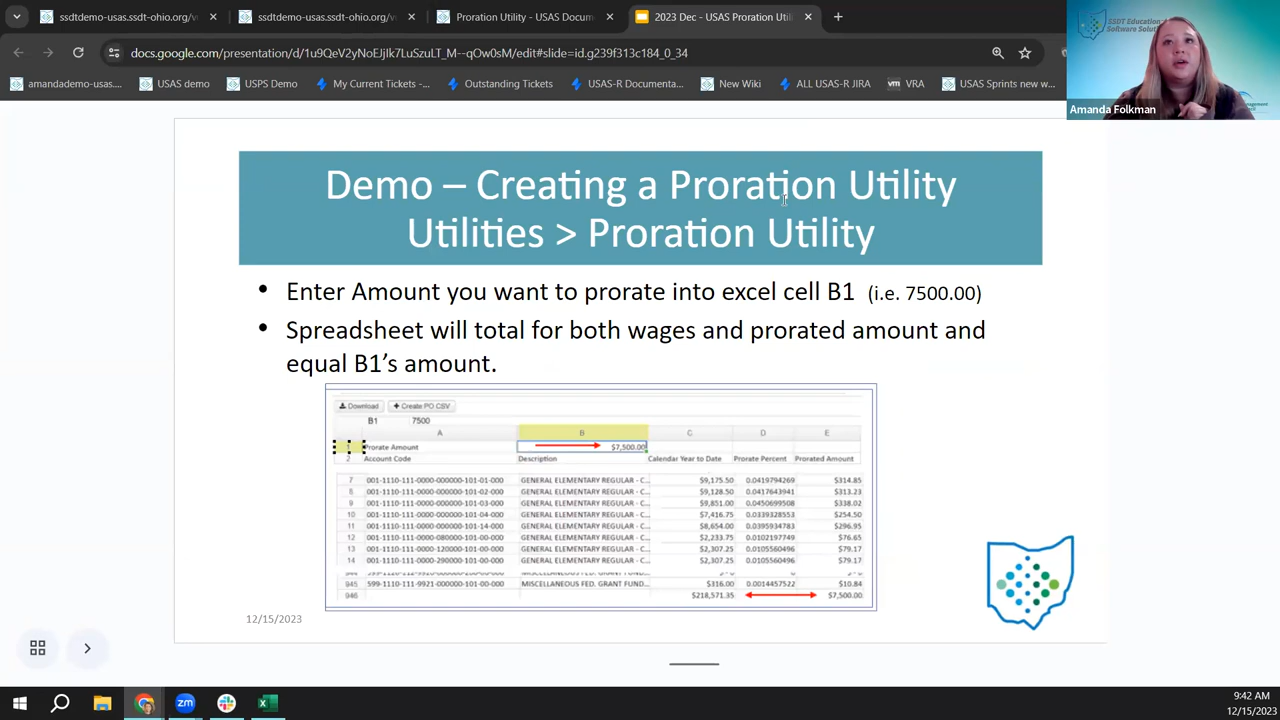 ssdtdemo-usas.ssdt-ohio.org/v
ssdtdemo-usas.ssdt-ohio.org/v
Proration Utility - USAS Docum
2023 Dec - USAS Proration Util
docs.google.com/presentation/d/1u9QeV2yNoEJjIk7LuSzuLT_M--qQw0sM/edit#slide=id.g239f313c184_0_34
amandademo-usas....
USAS demo
USPS Demo
My Current Tickets -...
Outstanding Tickets
USAS-R Documenta...
New Wiki
ALL USAS-R JIRA
vm VRA
USAS Sprints new w...
SSDT Education
Software Soluti
Amanda Folkman
Demo – Creating a Proration Utility
Utilities > Proration Utility
• Enter Amount you want to prorate into excel cell B1 (i.e. 7500.00)
• Spreadsheet will total for both wages and prorated amount and
equal B1's amount.
Download + Create PO CSV
B1 7500
A B C D E
1 Prorate Amount $7,500.00
2 Account Code Description Calendar Year to Date Prorate Percent Prorated Amount
7 001-1110-111-0000-000000-101-01-000 GENERAL ELEMENTARY REGULAR - C... $9,175.50 0.0419794269 $314.85
8 001-1110-111-0000-000000-101-02-000 GENERAL ELEMENTARY REGULAR - C... $9,128.50 0.0417643941 $313.23
9 001-1110-111-0000-000000-101-03-000 GENERAL ELEMENTARY REGULAR - C... $9,851.00 0.0450699508 $338.02
10 001-1110-111-0000-000000-101-04-000 GENERAL ELEMENTARY REGULAR - C... $7,416.75 0.0339328553 $254.50
11 001-1110-111-0000-000000-101-14-000 GENERAL ELEMENTARY REGULAR - C... $8,654.00 0.0395934783 $296.95
12 001-1110-111-0000-080000-101-00-000 GENERAL ELEMENTARY REGULAR - C... $2,233.75 0.0102197749 $76.65
13 001-1110-111-0000-120000-101-00-000 GENERAL ELEMENTARY REGULAR - C... $2,307.25 0.0105560496 $79.17
14 001-1110-111-0000-290000-101-00-000 GENERAL ELEMENTARY REGULAR - C... $2,307.25 0.0105560496 $79.17
945 599-1110-111-9921-000000-101-00-000 MISCELLANEOUS FED. GRANT FUND... $316.00 0.0014457522 $10.84
946 $218,571.35 $7,500.00
12/15/2023
zm
9:42 AM
12/15/2023